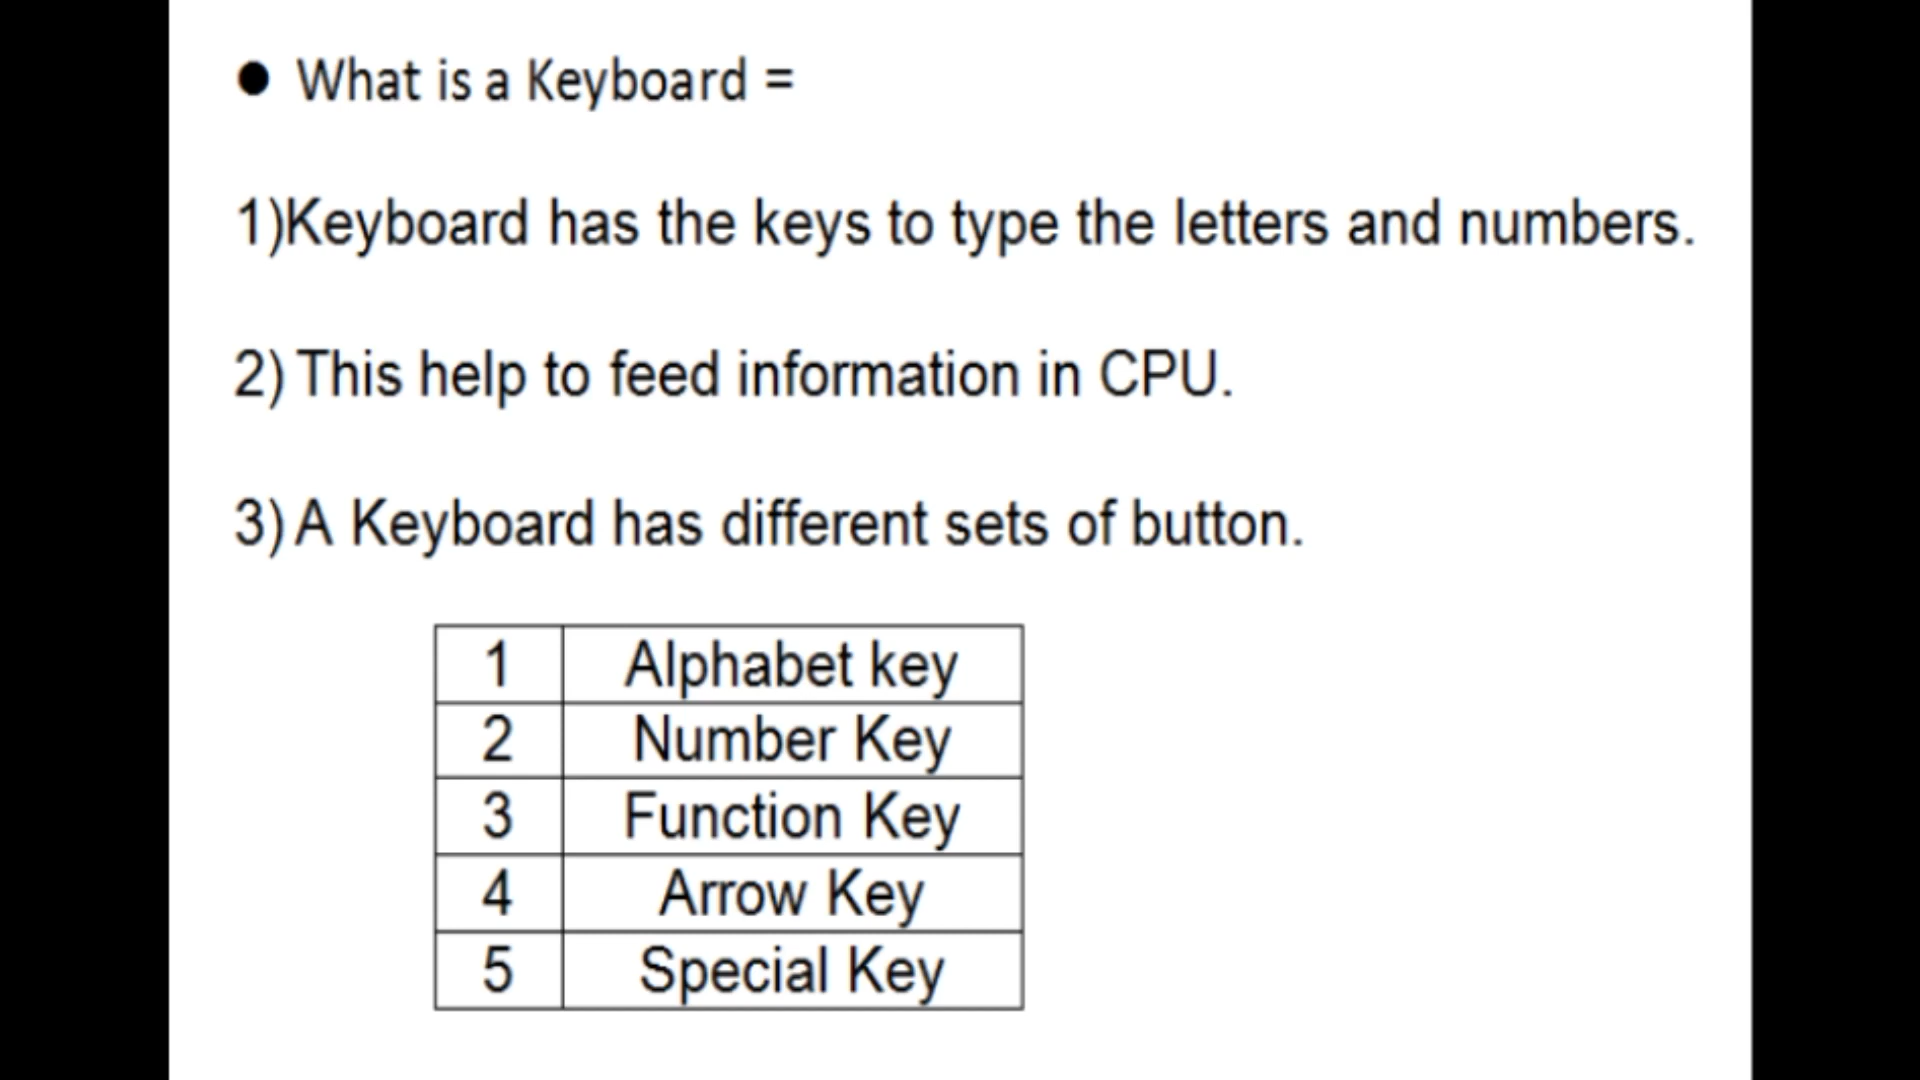 ● What is a Keyboard =
1)Keyboard has the keys to type the letters and numbers.
2) This help to feed information in CPU.
3) A Keyboard has different sets of button.
1 Alphabet key
2 Number Key
3 Function Key
4 Arrow Key
5 Special Key